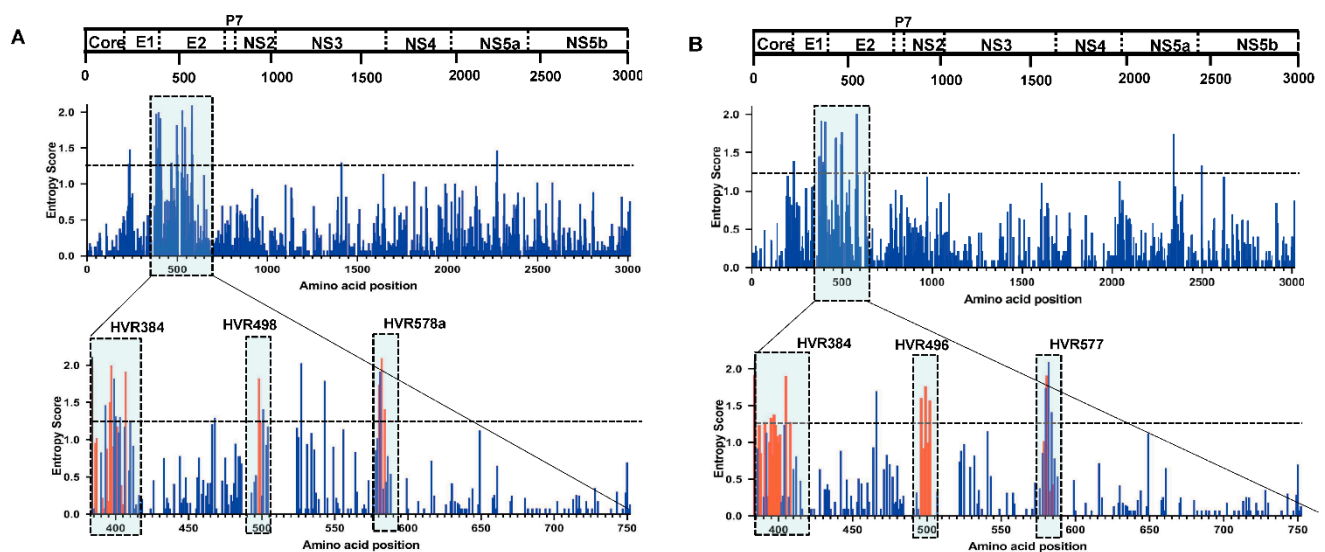 P7
A
Core E1 E2 NS2 NS3 NS4 NS5a NS5b
0 500 1000 1500 2000 2500 3000
Entropy Score
2.0
1.5
1.0
0.5
0.0
0 500 1000 1500 2000 2500 3000
Amino acid position
HVR384 HVR498 HVR578a
Entropy Score
2.0
1.5
1.0
0.5
0.0
400 450 500 550 600 650 700 750
Amino acid position
P7
B
Core E1 E2 NS2 NS3 NS4 NS5a NS5b
0 500 1000 1500 2000 2500 3000
Entropy Score
2.0
1.5
1.0
0.5
0.0
0 500 1000 1500 2000 2500 3000
Amino acid position
HVR384 HVR496 HVR577
Entropy Score
2.0
1.5
1.0
0.5
0.0
400 450 500 550 600 650 700 750
Amino acid position